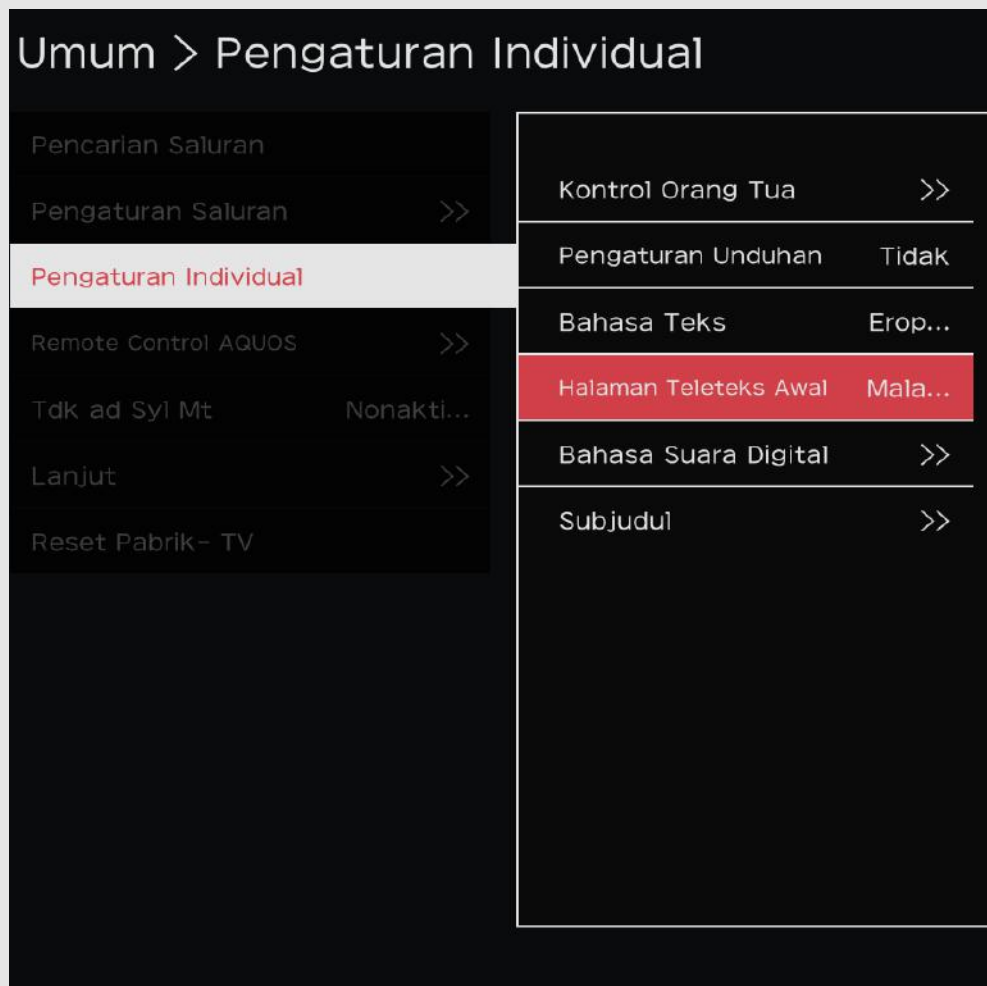 Umum > Pengaturan Individual
Pencarian Saluran
Pengaturan Saluran >>
Pengaturan Individual
Remote Control AQUOS >>
Tdk ad Syl Mt Nonakti...
Lanjut >>
Reset Pabrik- TV
Kontrol Orang Tua >>
Pengaturan Unduhan Tidak
Bahasa Teks Erop...
Halaman Teleteks Awal Mala...
Bahasa Suara Digital >>
Subjudul >>